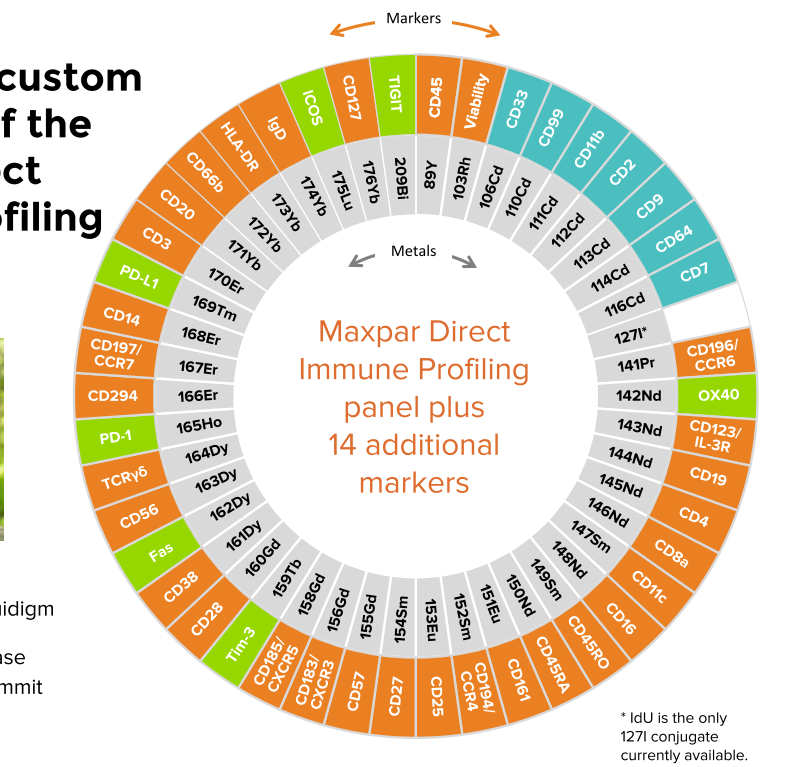 custom
f the
ct
ofiling
Markers
CD45
Viability
CD33
CD99
CD11b
CD2
CD9
CD64
CD7
CD196/
CCR6
OX40
CD123/
IL-3R
CD19
CD4
CD8a
CD11c
CD16
CD45RO
CD45RA
CD161
CD194/
CCR4
CD25
CD27
CD57
CD183/
CXCR3
CD185/
CXCR5
Tim-3
CD28
CD38
Fas
CD56
TCRγδ
PD-1
CD294
CD197/
CCR7
CD14
PD-L1
CD3
CD20
CD66b
HLA-DR
IgD
ICOS
CD127
TIGIT
89Y
103Rh
106Cd
110Cd
111Cd
112Cd
113Cd
114Cd
116Cd
127I*
141Pr
142Nd
143Nd
144Nd
145Nd
146Nd
147Sm
148Nd
149Sm
150Nd
151Eu
152Sm
153Eu
154Sm
155Gd
156Gd
158Gd
159Tb
160Gd
161Dy
162Dy
163Dy
164Dy
165Ho
166Er
167Er
168Er
169Tm
170Er
171Yb
172Yb
173Yb
174Yb
175Lu
176Yb
209Bi
Metals
Maxpar Direct
Immune Profiling
panel plus
14 additional
markers
uidigm
ase
mmit
* IdU is the only
127I conjugate
currently available.